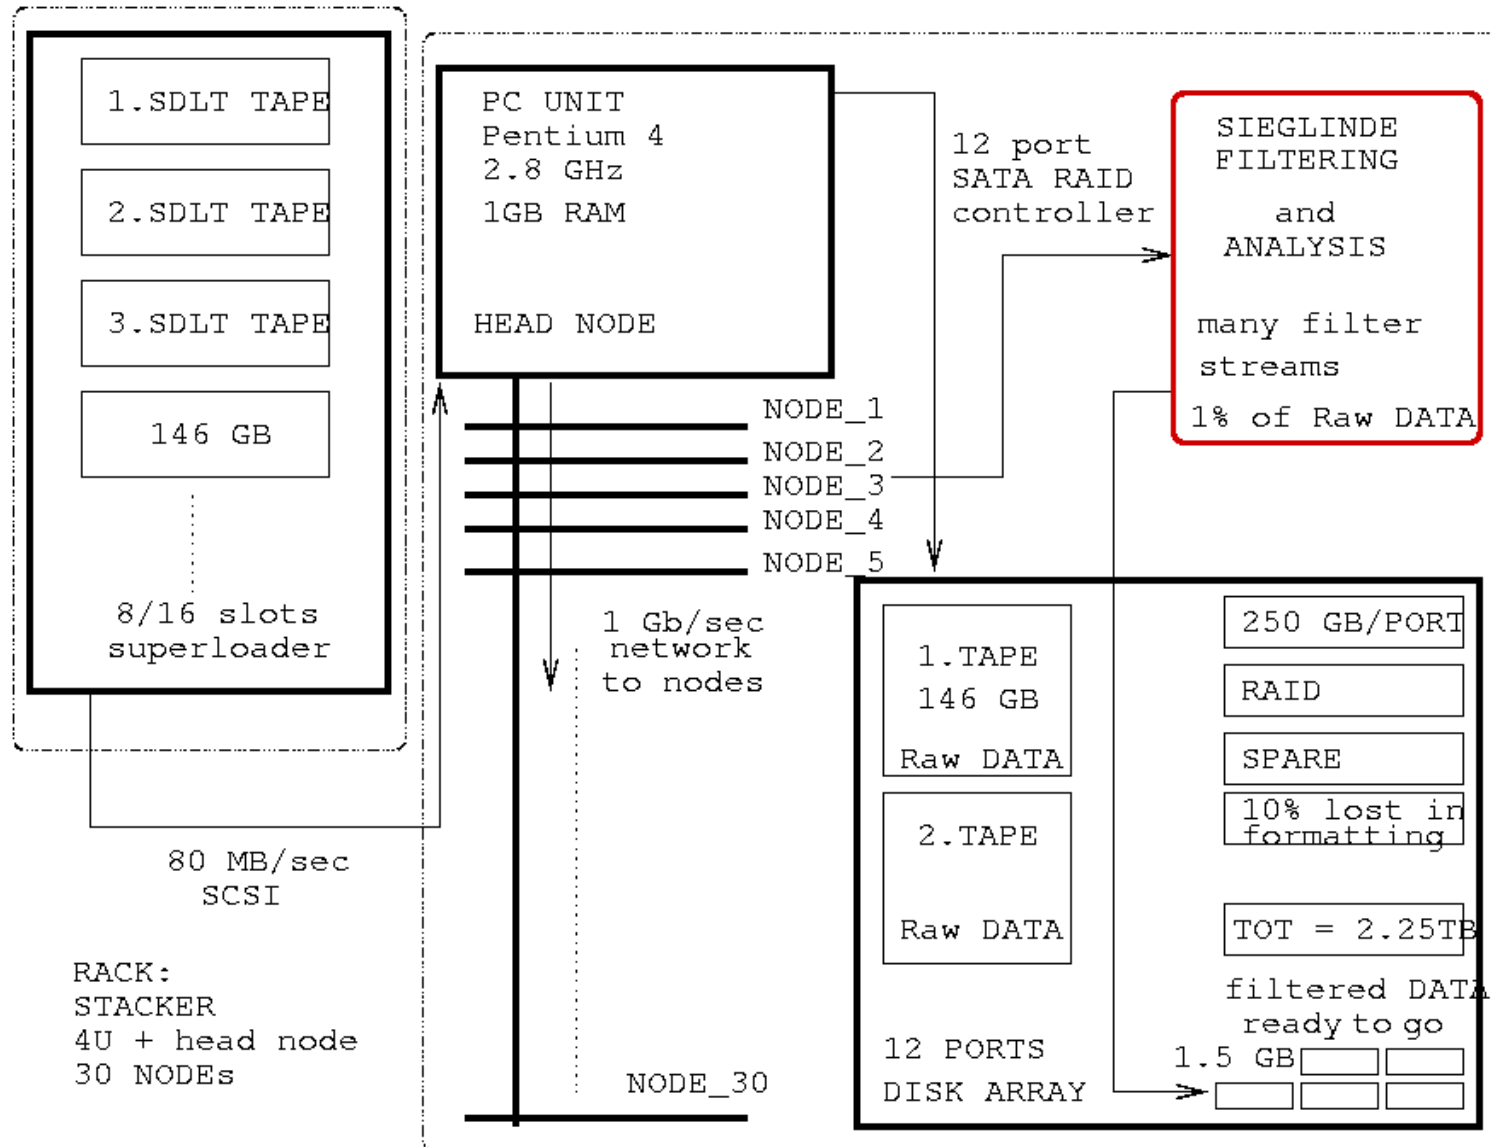 1.SDLT TAPE
2.SDLT TAPE
3.SDLT TAPE
146 GB
8/16 slots
superloader
80 MB/sec
SCSI
RACK:
STACKER
4U + head node
30 NODEs
PC UNIT
Pentium 4
2.8 GHz
1GB RAM
HEAD NODE
NODE_1
NODE_2
NODE_3
NODE_4
NODE_5
1 Gb/sec
network
to nodes
NODE_30
12 port
SATA RAID
controller
SIEGLINDE
FILTERING
and
ANALYSIS
many filter
streams
1% of Raw DATA
1.TAPE
146 GB
Raw DATA
2.TAPE
Raw DATA
12 PORTS
DISK ARRAY
250 GB/PORT
RAID
SPARE
10% lost in
formatting
TOT = 2.25TB
filtered DATA
ready to go
1.5 GB